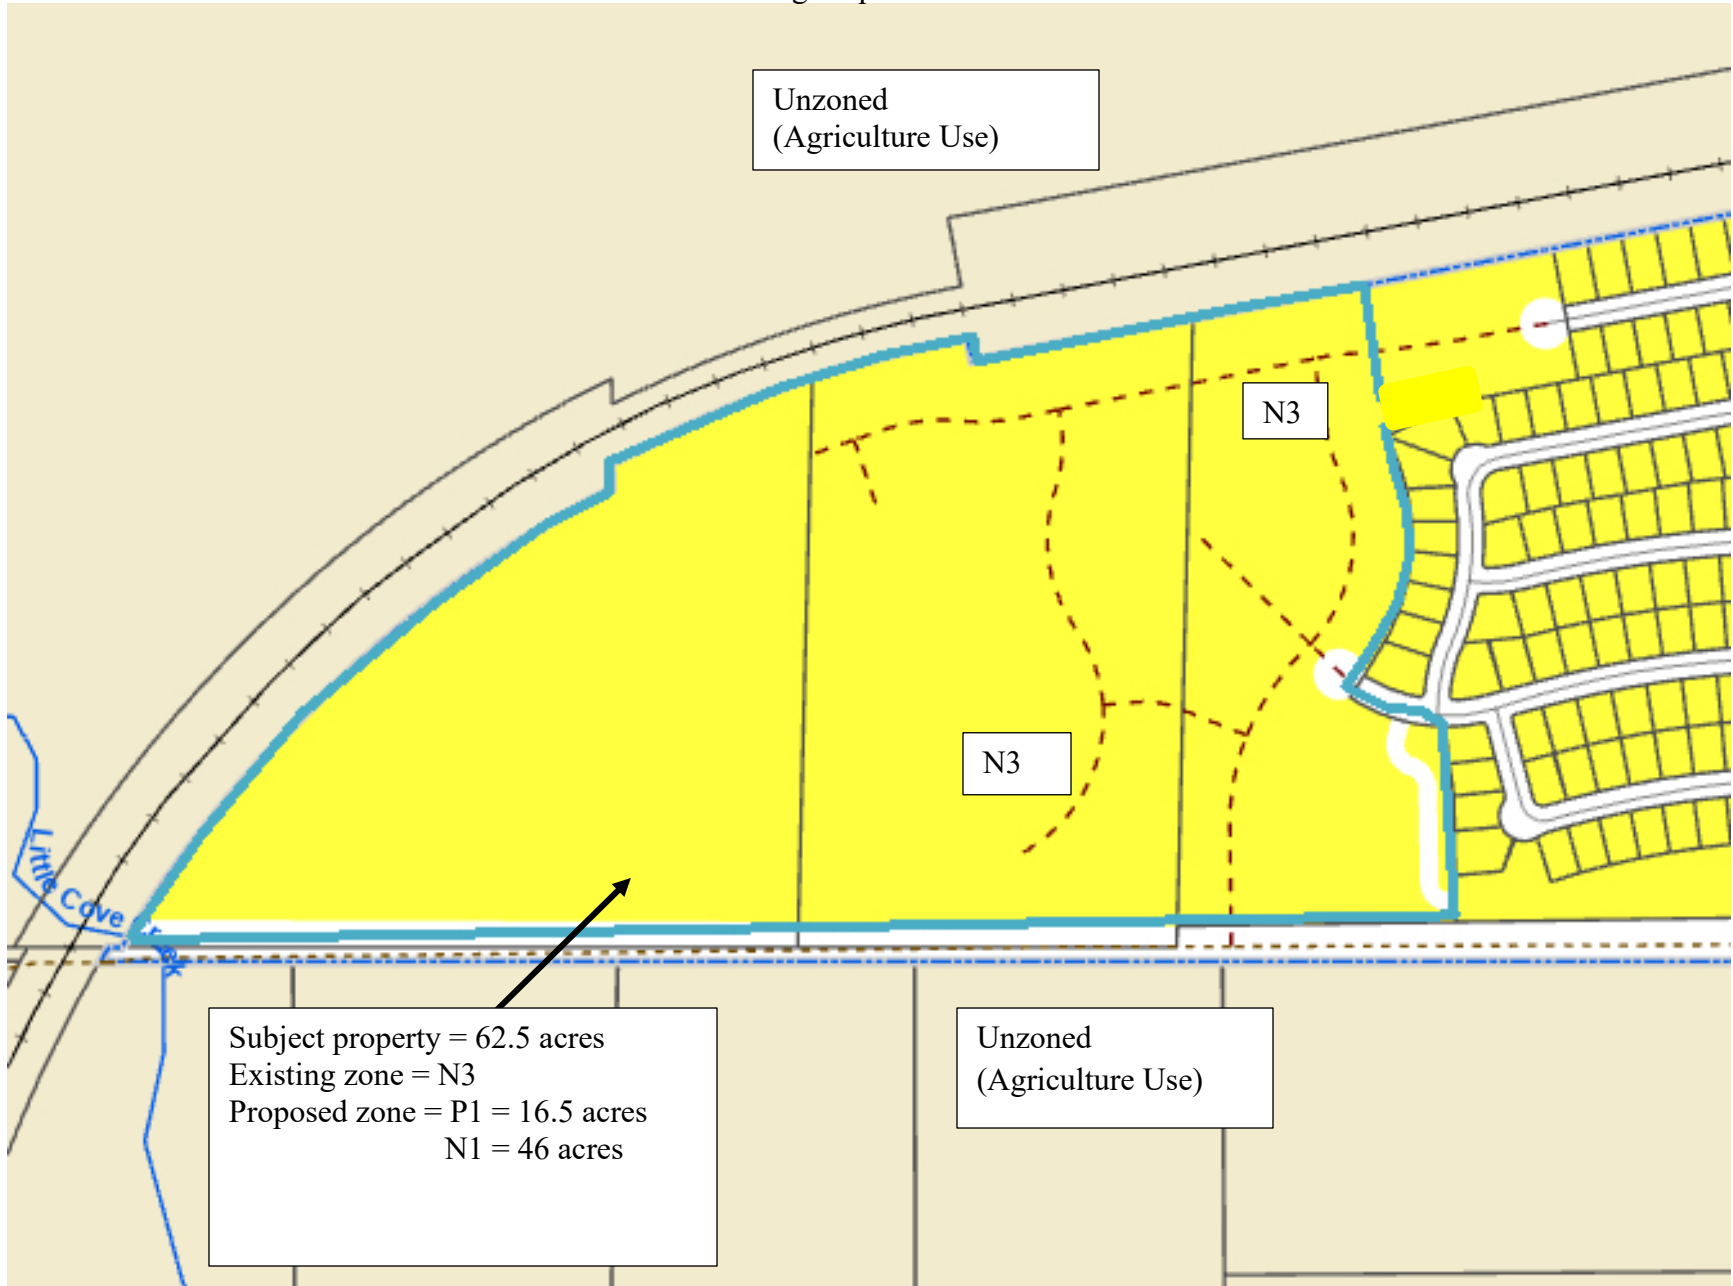 Unzoned
(Agriculture Use)
N3
N3
Little Cove
Subject property = 62.5 acres
Existing zone = N3
Proposed zone = P1 = 16.5 acres
N1 = 46 acres
Unzoned
(Agriculture Use)